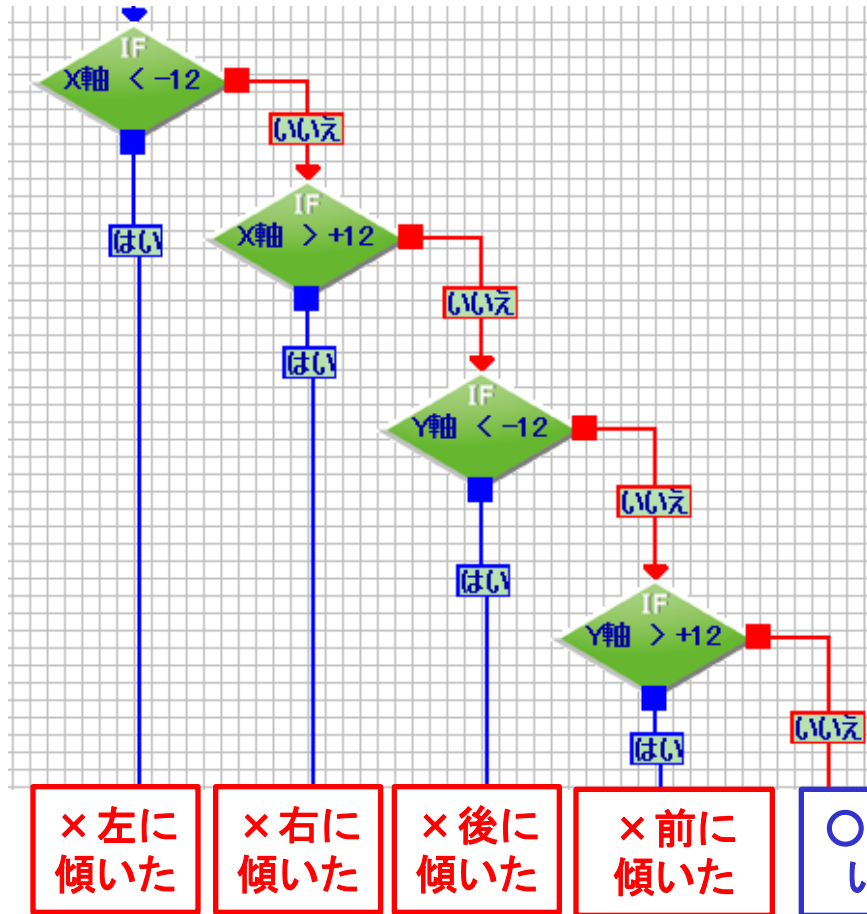 IF
X軸 < -12
いいえ
はい
IF
X軸 > +12
いいえ
はい
IF
Y軸 < -12
いいえ
はい
IF
Y軸 > +12
いいえ
はい
×左に
傾いた
×右に
傾いた
×後に
傾いた
×前に
傾いた
○
い